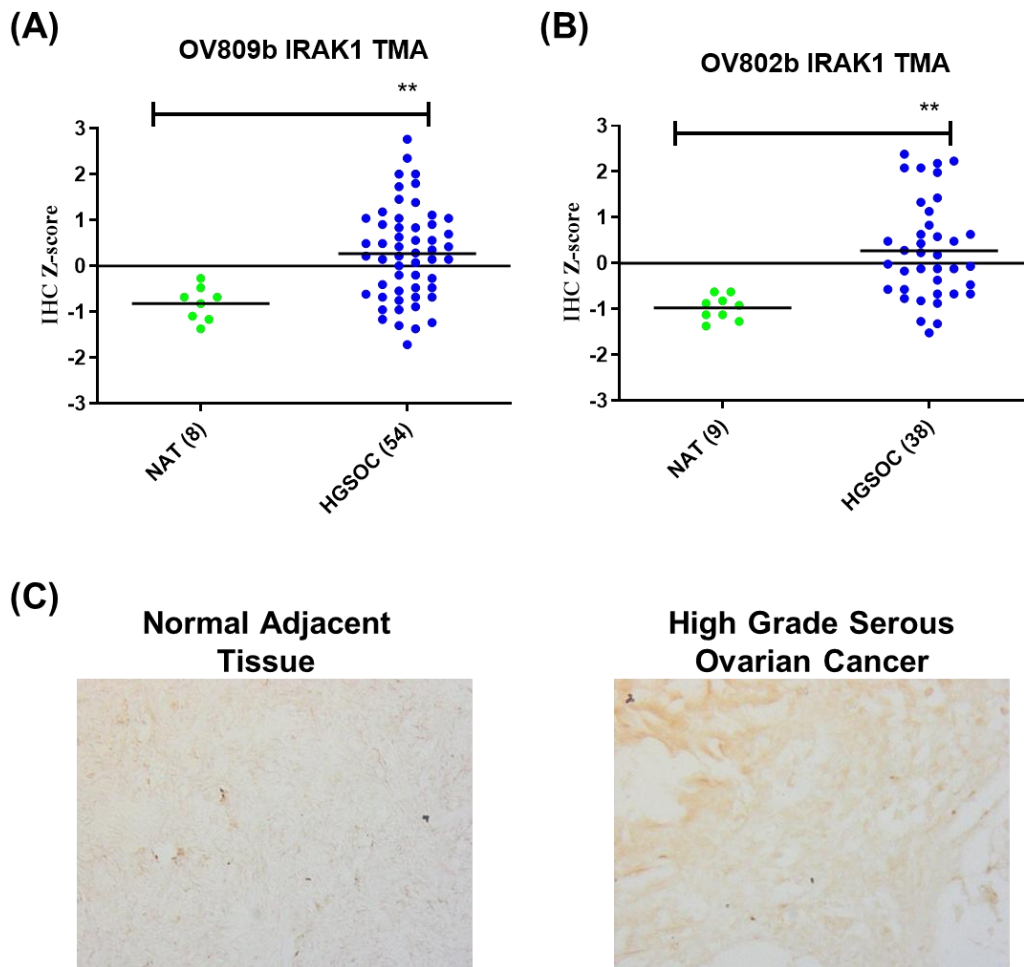 (A)
OV809b IRAK1 TMA
**
3
2
1
0
-1
-2
-3
IHC Z-score
NAT (8)
HGSOC (54)
(B)
OV802b IRAK1 TMA
**
3
2
1
0
-1
-2
-3
IHC Z-score
NAT (9)
HGSOC (38)
(C)
Normal Adjacent
Tissue
High Grade Serous
Ovarian Cancer